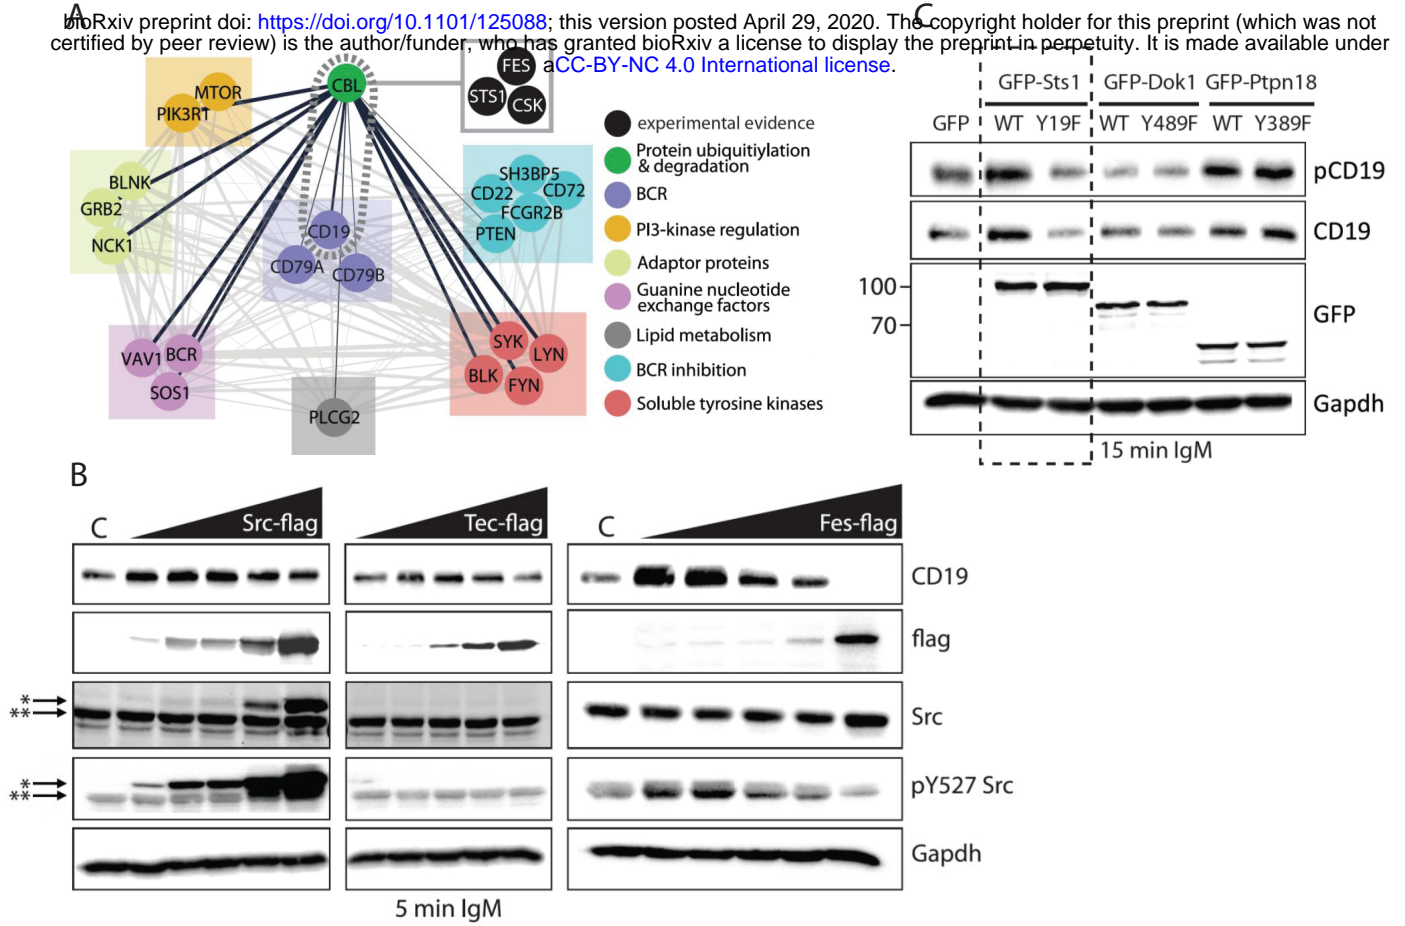 bioRxiv preprint doi: https://doi.org/10.1101/125088; this version posted April 29, 2020. The copyright holder for this preprint (which was not
certified by peer review) is the author/funder, who has granted bioRxiv a license to display the preprint in perpetuity. It is made available under
aCC-BY-NC 4.0 International license.
A
CBL
FES
STS1
CSK
MTOR
PIK3R1
BLNK
GRB2
NCK1
CD19
CD79A
CD79B
SH3BP5
CD22
CD72
FCGR2B
PTEN
VAV1
BCR
SOS1
PLCG2
SYK
LYN
BLK
FYN
experimental evidence
Protein ubiquitiylation
& degradation
BCR
PI3-kinase regulation
Adaptor proteins
Guanine nucleotide
exchange factors
Lipid metabolism
BCR inhibition
Soluble tyrosine kinases
C
GFP-Sts1 GFP-Dok1 GFP-Ptpn18
GFP WT Y19F WT Y489F WT Y389F
pCD19
CD19
100
70
GFP
Gapdh
15 min IgM
B
C Src-flag Tec-flag C Fes-flag
CD19
flag
*
**
Src
*
**
pY527 Src
Gapdh
5 min IgM